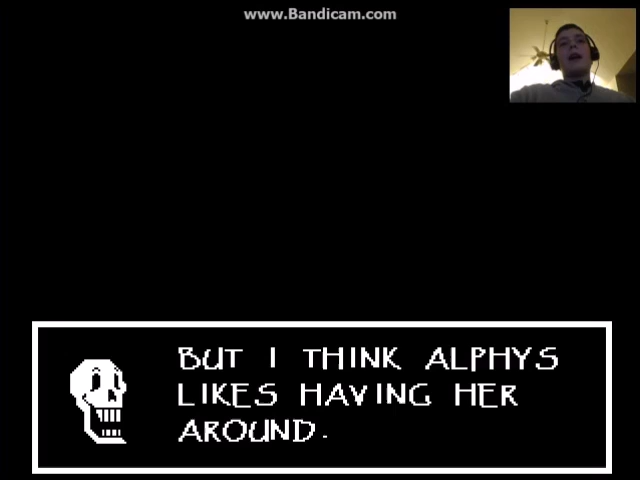 www.Bandicam.com
BUT I THINK ALPHYS
LIKES HAVING HER
AROUND.